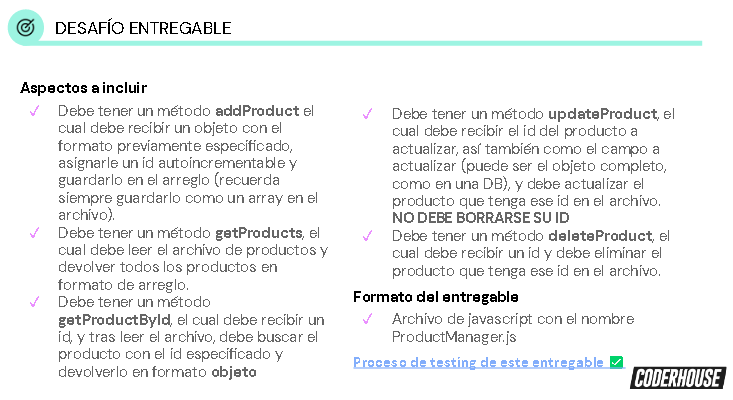 DESAFÍO ENTREGABLE
Aspectos a incluir
✓ Debe tener un método addProduct el
cual debe recibir un objeto con el
formato previamente especificado,
asignarle un id autoincrementable y
guardarlo en el arreglo (recuerda
siempre guardarlo como un array en el
archivo).
✓ Debe tener un método getProducts, el
cual debe leer el archivo de productos y
devolver todos los productos en
formato de arreglo.
✓ Debe tener un método
getProductById, el cual debe recibir un
id, y tras leer el archivo, debe buscar el
producto con el id especificado y
devolverlo en formato objeto
✓ Debe tener un método updateProduct, el
cual debe recibir el id del producto a
actualizar, así también como el campo a
actualizar (puede ser el objeto completo,
como en una DB), y debe actualizar el
producto que tenga ese id en el archivo.
NO DEBE BORRARSE SU ID
✓ Debe tener un método deleteProduct, el
cual debe recibir un id y debe eliminar el
producto que tenga ese id en el archivo.
Formato del entregable
✓ Archivo de javascript con el nombre
ProductManager.js
Proceso de testing de este entregable ✅
CODERHOUSE